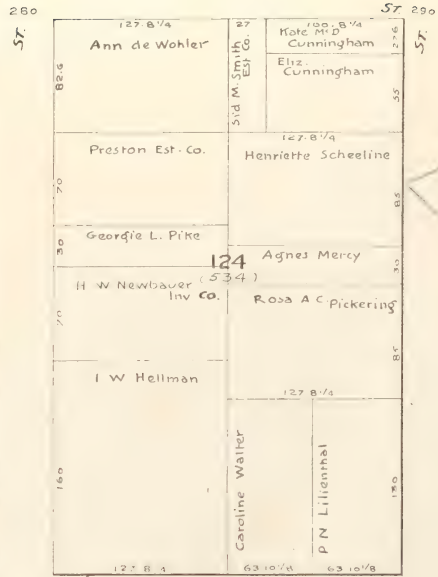 280
ST. 290
ST.
ST.
127.8 1/4
27
100.8 1/4
Ann de Wohler
82.6
Sid M. Smith
Est Co.
Kate McD
Cunningham
27.6
Eliz.
Cunningham
55
127.8 1/4
Preston Est. Co.
70
Henriette Scheeline
85
Georgie L. Pike
30
124
(534)
Agnes Mercy
30
H W Newbauer
Inv Co.
70
Rosa A C Pickering
85
I W Hellman
160
127 8 1/4
Caroline Walter
P N Lilienthal
130
127 8 4
63 10 1/8
63 10 1/8